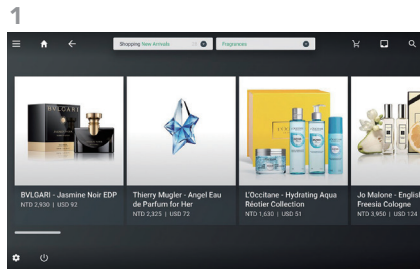 1
Shopping New Arrivals
Fragrances
BVLGARI
BVLGARI - Jasmine Noir EDP
NTD 2,930 | USD 92
Thierry Mugler - Angel Eau
de Parfum for Her
NTD 2,325 | USD 72
L'Occitane - Hydrating Aqua
Réotier Collection
NTD 1,630 | USD 51
Jo Malone - English
Freesia Cologne
NTD 3,950 | USD 124